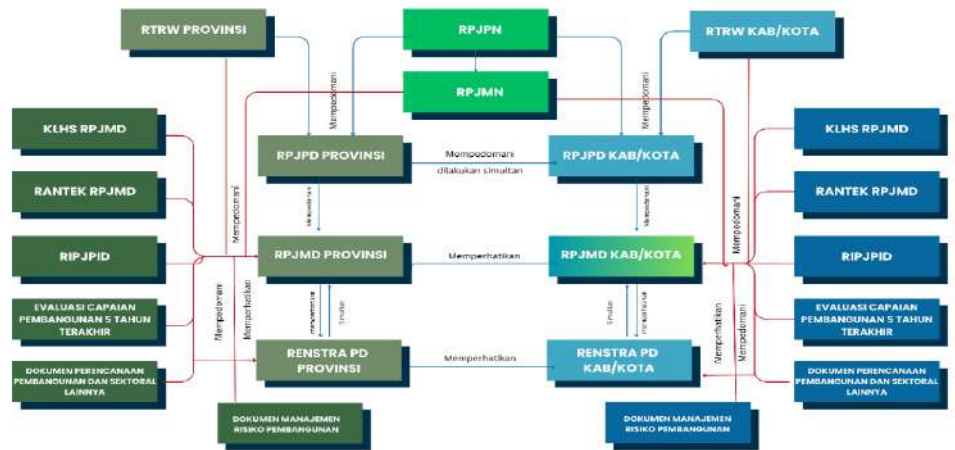 RTRW PROVINSI
RPJPN
RTRW KAB/KOTA
Mempedomani
Mempedomani
RPJMN
KLHS RPJMD
KLHS RPJMD
RPJPD PROVINSI
Mempedomani
dilakukan simultan
RPJPD KAB/KOTA
RANTEK RPJMD
RANTEK RPJMD
Mempedomani
Mempedomani
Mempedomani
Mempedomani
RIPJPID
RPJMD PROVINSI
Memperhatikan
RPJMD KAB/KOTA
RIPJPID
Mempedomani
Memperhatikan
memperhatikan
Simultan
Simultan
memperhatikan
Memperhatikan
Mempedomani
EVALUASI CAPAIAN
PEMBANGUNAN 5 TAHUN
TERAKHIR
EVALUASI CAPAIAN
PEMBANGUNAN 5 TAHUN
TERAKHIR
RENSTRA PD
PROVINSI
Memperhatikan
RENSTRA PD
KAB/KOTA
DOKUMEN PERENCANAAN
PEMBANGUNAN DAN SEKTORAL
LAINNYA
DOKUMEN PERENCANAAN
PEMBANGUNAN DAN SEKTORAL
LAINNYA
DOKUMEN MANAJEMEN
RISIKO PEMBANGUNAN
DOKUMEN MANAJEMEN
RISIKO PEMBANGUNAN